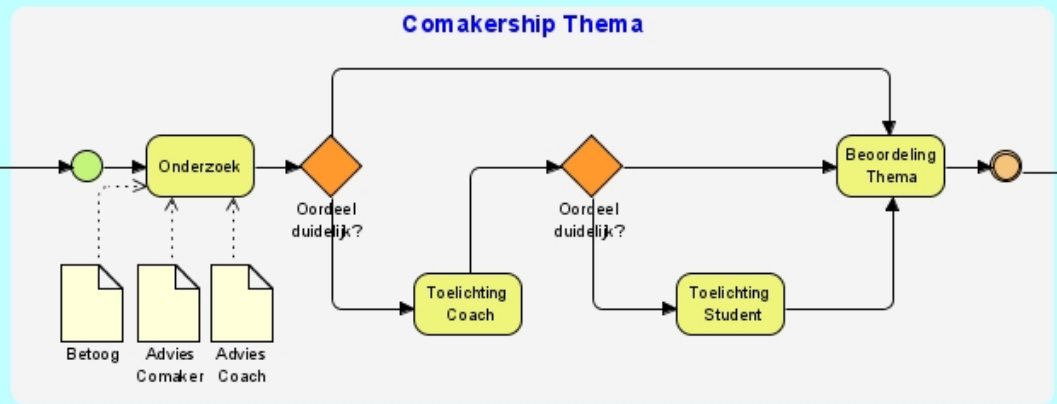 Comakership Thema
Onderzoek
Oordeel
duidelijk?
Oordeel
duidelijk?
Beoordeling
Thema
Toelichting
Coach
Toelichting
Student
Betoog
Advies
Comaker
Advies
Coach